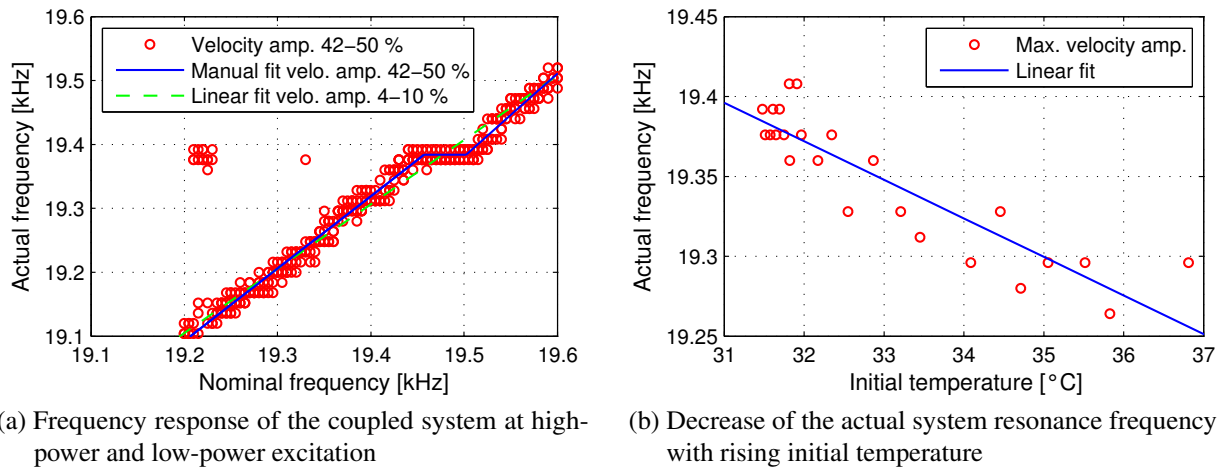 19.6
19.5
19.4
19.3
19.2
19.1
Actual frequency [kHz]
Velocity amp. 42−50 %
Manual fit velo. amp. 42−50 %
Linear fit velo. amp. 4−10 %
19.1 19.2 19.3 19.4 19.5 19.6
Nominal frequency [kHz]
(a) Frequency response of the coupled system at high-
power and low-power excitation
19.45
19.4
19.35
19.3
19.25
Actual frequency [kHz]
Max. velocity amp.
Linear fit
31 32 33 34 35 36 37
Initial temperature [°C]
(b) Decrease of the actual system resonance frequency
with rising initial temperature